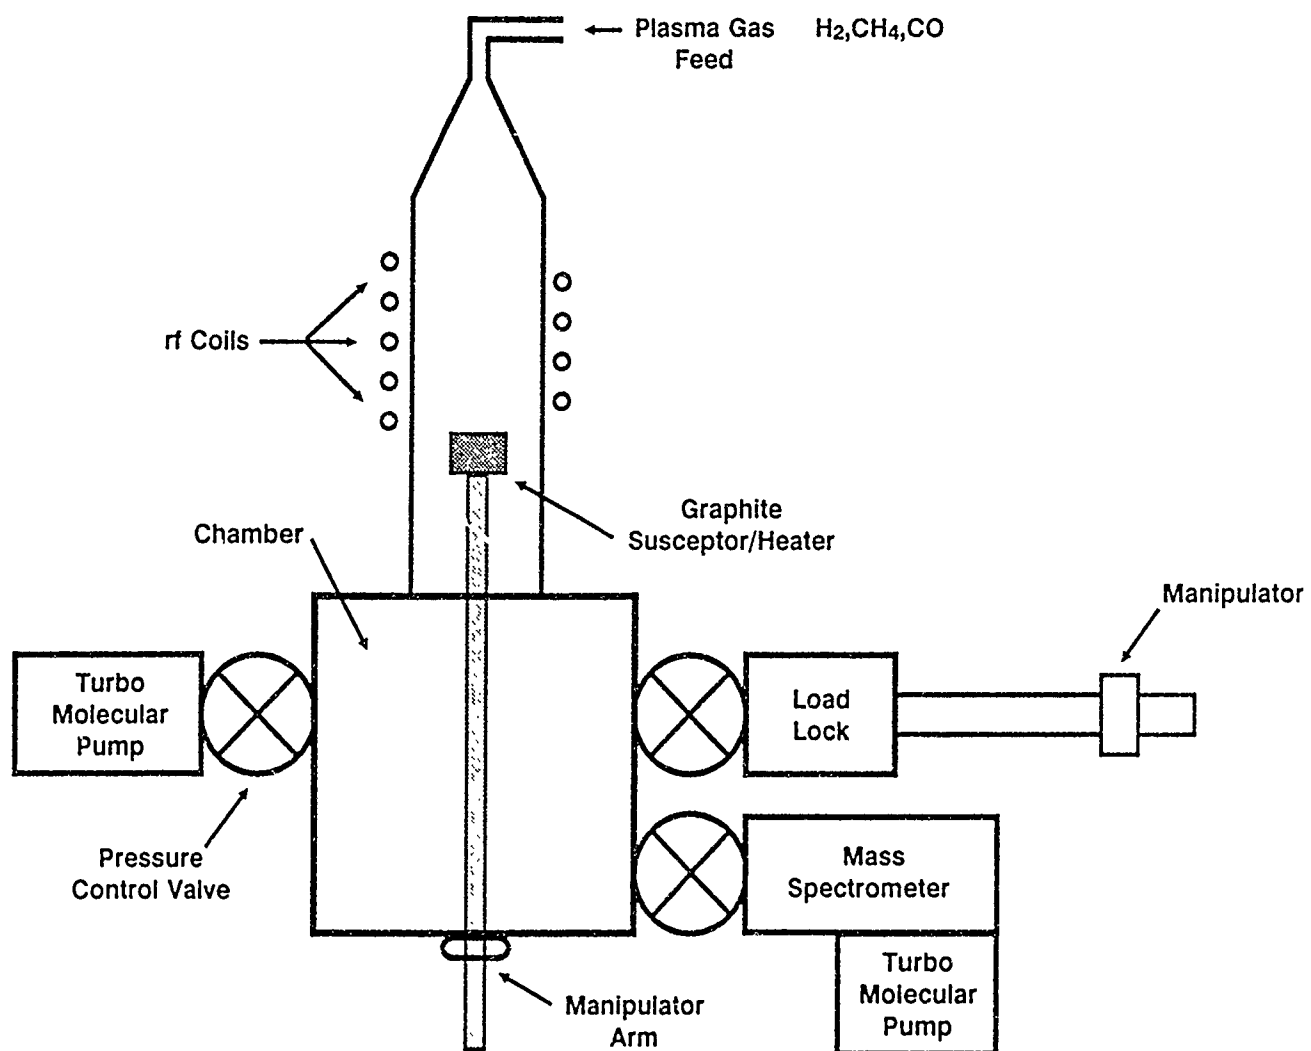 Plasma Gas Feed H2,CH4,CO
rf Coils
Graphite
Susceptor/Heater
Chamber
Manipulator
Turbo
Molecular
Pump
Load
Lock
Pressure
Control Valve
Mass
Spectrometer
Turbo
Molecular
Pump
Manipulator
Arm